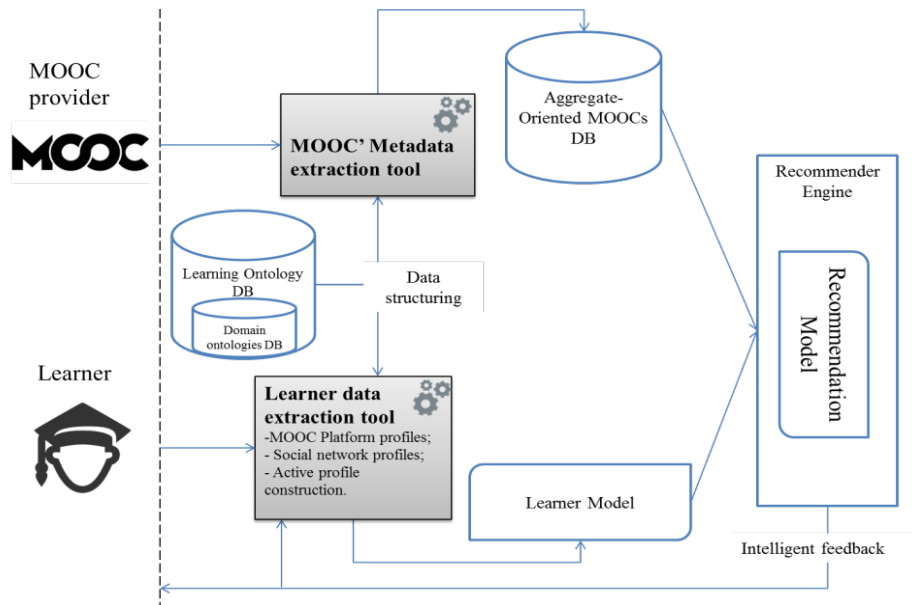 MOOC
provider
MOOC
MOOC’ Metadata
extraction tool
Aggregate-
Oriented MOOCs
DB
Recommender
Engine
Recommendation
Model
Learning Ontology
DB
Domain
ontologies DB
Data
structuring
Learner
Learner data
extraction tool
-MOOC Platform profiles;
- Social network profiles;
- Active profile
construction.
Learner Model
Intelligent feedback